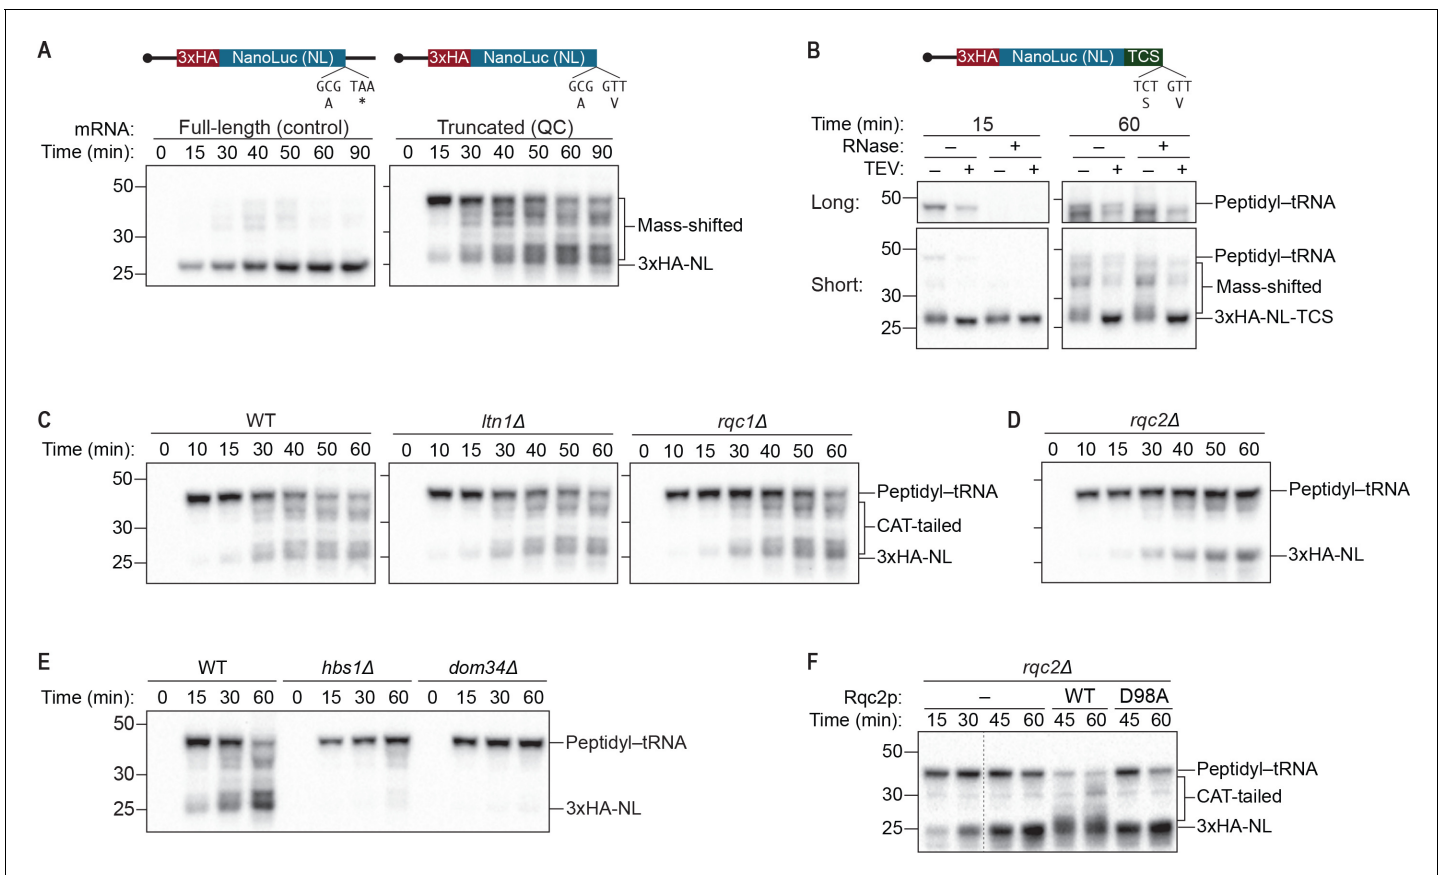 A
3xHA NanoLuc (NL)
GCG TAA
A *
mRNA: Full-length (control)
Time (min): 0 15 30 40 50 60 90
50
30
25
3xHA NanoLuc (NL)
GCG GTT
A V
Truncated (QC)
0 15 30 40 50 60 90
Mass-shifted
3xHA-NL
B
3xHA NanoLuc (NL) TCS
TCT GTT
S V
Time (min): 15 60
RNase: – + – +
TEV: – + – + – + – +
Long: 50
Peptidyl–tRNA
Short:
50
30
25
Peptidyl–tRNA
Mass-shifted
3xHA-NL-TCS
C
WT ltn1Δ rqc1Δ
Time (min): 0 10 15 30 40 50 60 0 10 15 30 40 50 60 0 10 15 30 40 50 60
50
30
25
Peptidyl–tRNA
CAT-tailed
3xHA-NL
D
rqc2Δ
0 10 15 30 40 50 60
Peptidyl–tRNA
3xHA-NL
E
WT hbs1Δ dom34Δ
Time (min): 0 15 30 60 0 15 30 60 0 15 30 60
50
30
25
Peptidyl–tRNA
3xHA-NL
F
rqc2Δ
Rqc2p: – WT D98A
Time (min): 15 30 45 60 45 60 45 60
50
30
25
Peptidyl–tRNA
CAT-tailed
3xHA-NL